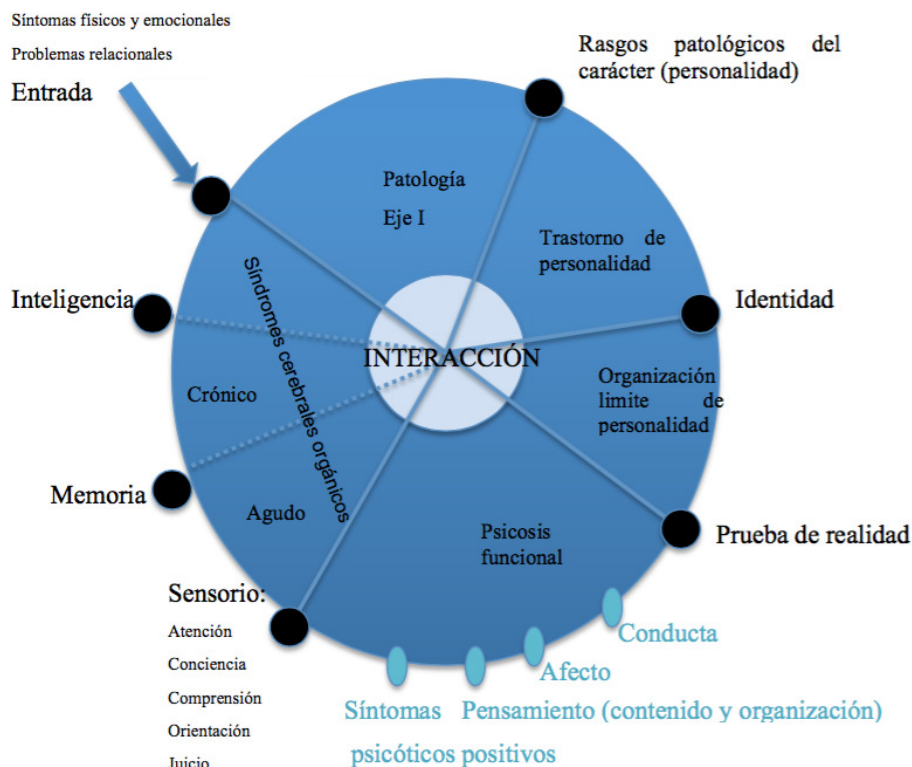 Síntomas físicos y emocionales
Problemas relacionales
Entrada
Rasgos patológicos del
carácter (personalidad)
Patología
Eje I
Trastorno de
personalidad
Identidad
Inteligencia
Síndromes cerebrales orgánicos
INTERACCIÓN
Organización
limite de
personalidad
Crónico
Memoria
Agudo
Psicosis
funcional
Prueba de realidad
Sensorio:
Atención
Conciencia
Comprensión
Orientación
Juicio
Conducta
Afecto
Síntomas
psicóticos positivos
Pensamiento (contenido y organización)